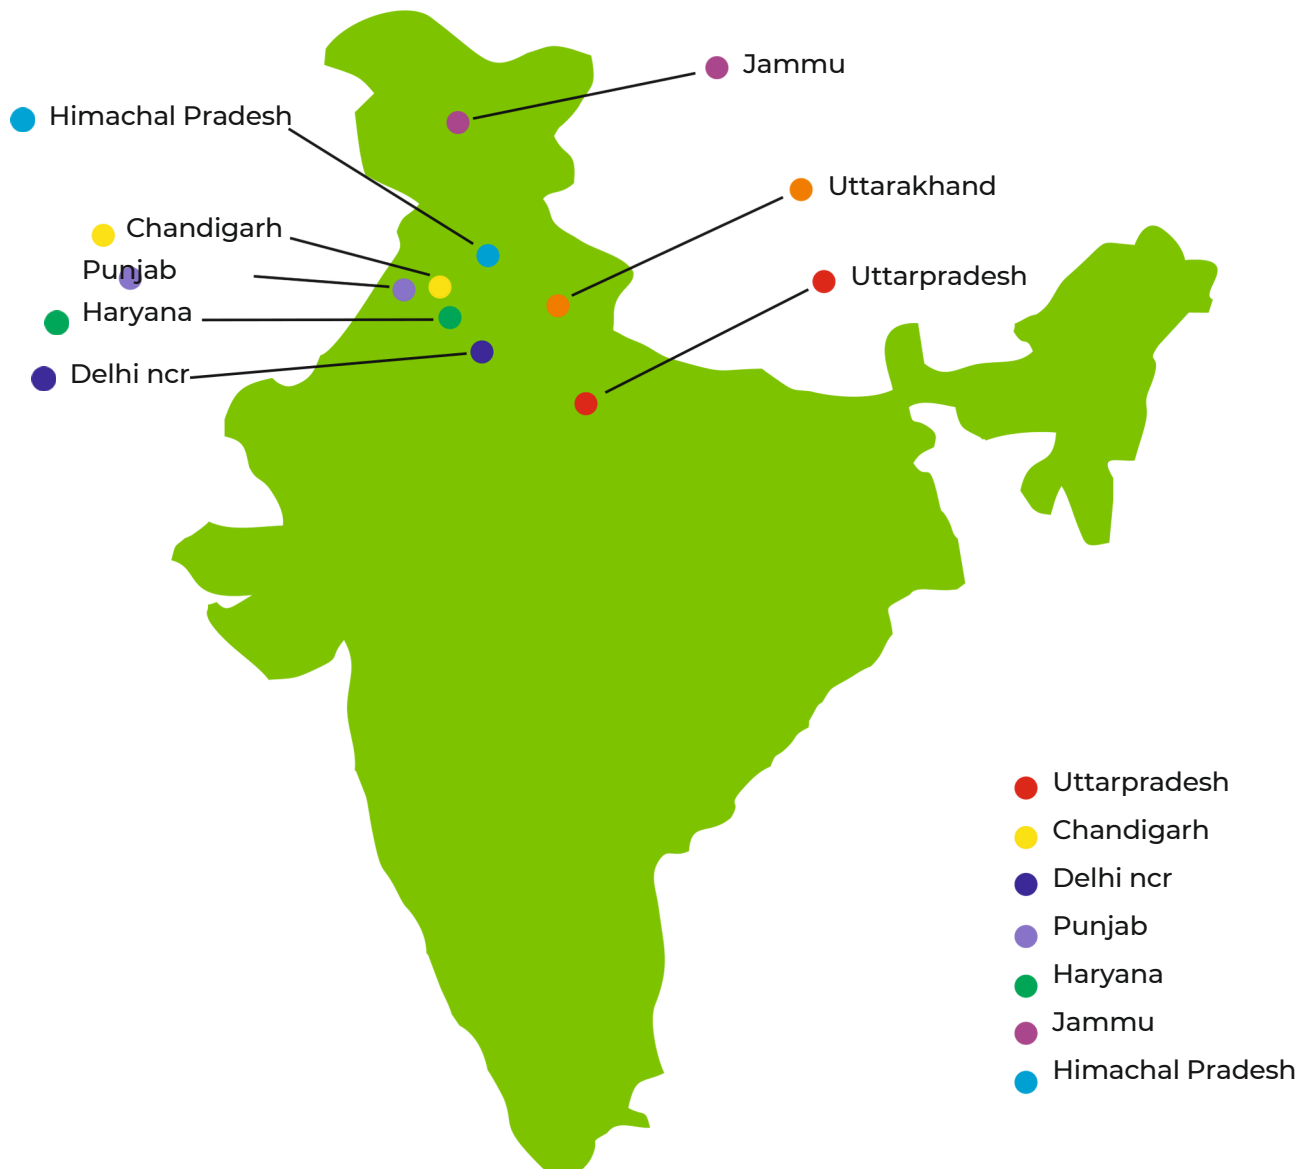 Jammu
Himachal Pradesh
Uttarakhand
Chandigarh
Punjab
Uttarpradesh
Haryana
Delhi ncr
Uttarpradesh
Chandigarh
Delhi ncr
Punjab
Haryana
Jammu
Himachal Pradesh